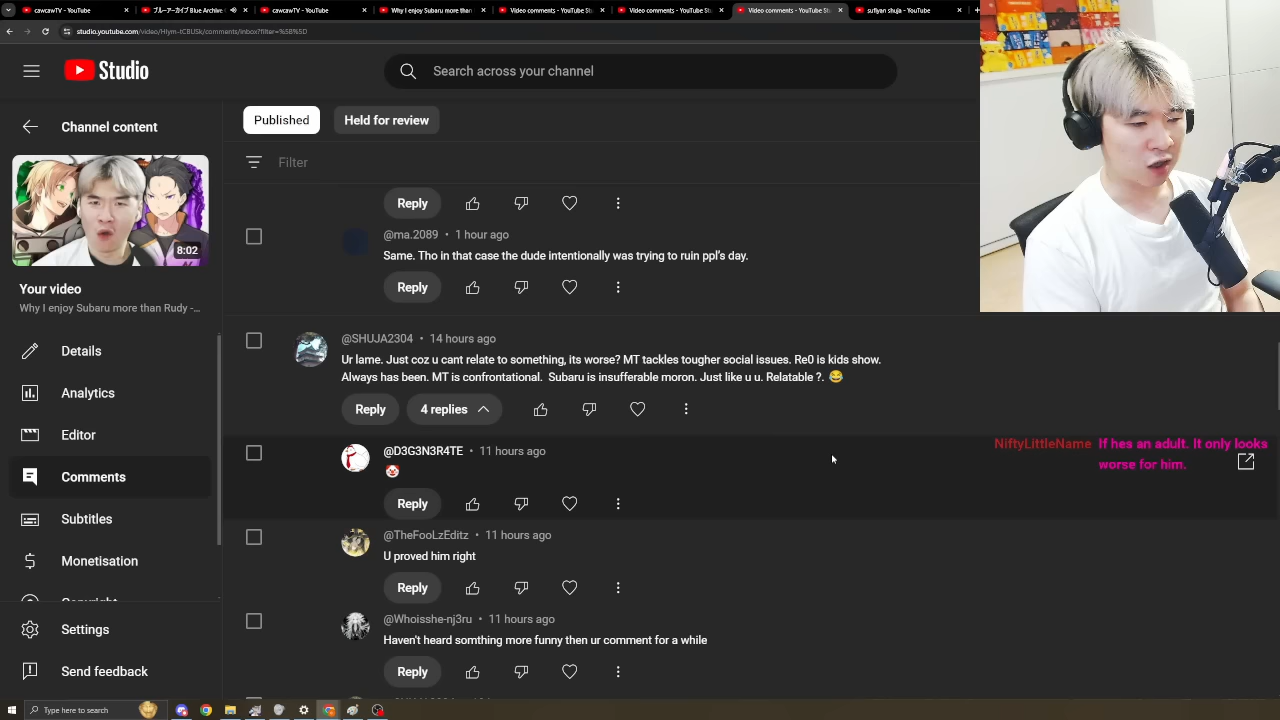 cawcawTV - YouTube
ブルーアーカイブ Blue Archive
cawcawTV - YouTube
Why I enjoy Subaru more than
Video comments - YouTube St
Video comments - YouTube St
Video comments - YouTube St
sufiyan shuja - YouTube
studio.youtube.com/video/Hlym-tCBUSk/comments/inbox?filter=%5B%5D
Studio
Search across your channel
Channel content
8:02
Your video
Why I enjoy Subaru more than Rudy -...
Details
Analytics
Editor
Comments
Subtitles
Monetisation
Settings
Send feedback
Published
Held for review
Filter
Reply
@ma.2089 • 1 hour ago
Same. Tho in that case the dude intentionally was trying to ruin ppl's day.
Reply
@SHUJA2304 • 14 hours ago
Ur lame. Just coz u cant relate to something, its worse? MT tackles tougher social issues. Re0 is kids show.
Always has been. MT is confrontational. Subaru is insufferable moron. Just like u u. Relatable ?. 😂
Reply
4 replies
@D3G3N3R4TE • 11 hours ago
🤡
Reply
@TheFooLzEditz • 11 hours ago
U proved him right
Reply
@Whoisshe-nj3ru • 11 hours ago
Haven't heard somthing more funny then ur comment for a while
Reply
NiftyLittleName If hes an adult. It only looks
worse for him.
Type here to search